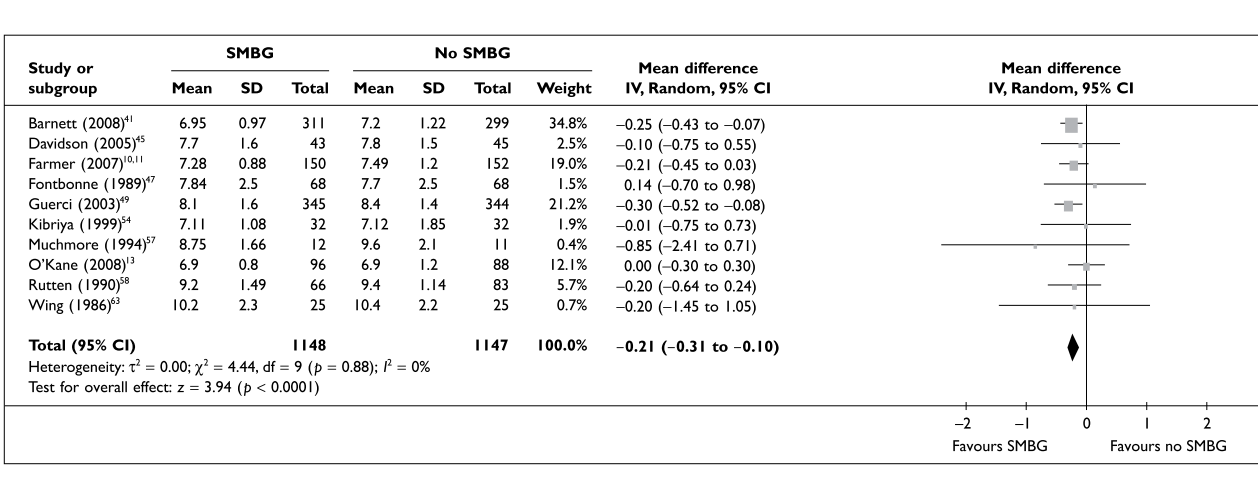 SMBG No SMBG
Study or Mean difference Mean difference
subgroup Mean SD Total Mean SD Total Weight IV, Random, 95% CI IV, Random, 95% CI
Barnett (2008)⁴¹ 6.95 0.97 311 7.2 1.22 299 34.8% −0.25 (−0.43 to −0.07)
Davidson (2005)⁴⁵ 7.7 1.6 43 7.8 1.5 45 2.5% −0.10 (−0.75 to 0.55)
Farmer (2007)¹⁰,¹¹ 7.28 0.88 150 7.49 1.2 152 19.0% −0.21 (−0.45 to 0.03)
Fontbonne (1989)⁴⁷ 7.84 2.5 68 7.7 2.5 68 1.5% 0.14 (−0.70 to 0.98)
Guerci (2003)⁴⁹ 8.1 1.6 345 8.4 1.4 344 21.2% −0.30 (−0.52 to −0.08)
Kibriya (1999)⁵⁴ 7.11 1.08 32 7.12 1.85 32 1.9% −0.01 (−0.75 to 0.73)
Muchmore (1994)⁵⁷ 8.75 1.66 12 9.6 2.1 11 0.4% −0.85 (−2.41 to 0.71)
O’Kane (2008)¹³ 6.9 0.8 96 6.9 1.2 88 12.1% 0.00 (−0.30 to 0.30)
Rutten (1990)⁵⁸ 9.2 1.49 66 9.4 1.14 83 5.7% −0.20 (−0.64 to 0.24)
Wing (1986)⁶³ 10.2 2.3 25 10.4 2.2 25 0.7% −0.20 (−1.45 to 1.05)
Total (95% CI) 1148 1147 100.0% −0.21 (−0.31 to −0.10)
Heterogeneity: τ² = 0.00; χ² = 4.44, df = 9 (p = 0.88); I² = 0%
Test for overall effect: z = 3.94 (p < 0.0001)
−2 −1 0 1 2
Favours SMBG Favours no SMBG